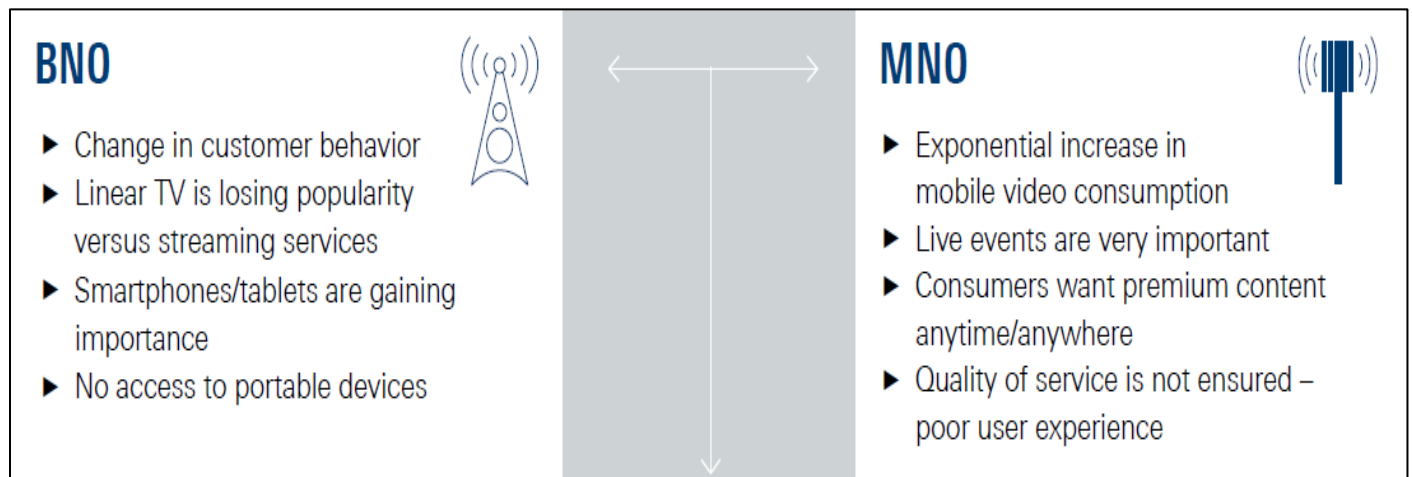 BNO
▶ Change in customer behavior
▶ Linear TV is losing popularity
versus streaming services
▶ Smartphones/tablets are gaining
importance
▶ No access to portable devices
MNO
▶ Exponential increase in
mobile video consumption
▶ Live events are very important
▶ Consumers want premium content
anytime/anywhere
▶ Quality of service is not ensured –
poor user experience